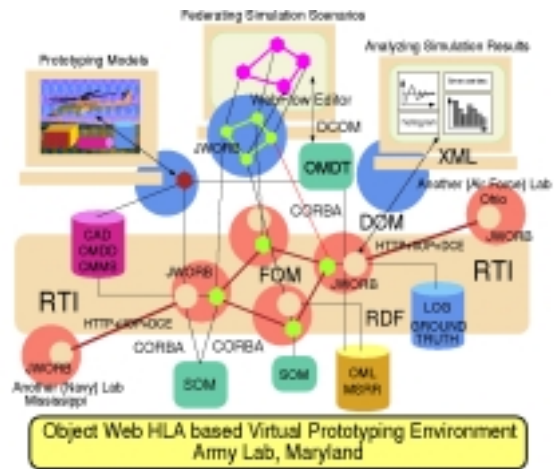 Federating Simulation Scenarios
Prototyping Models
Analyzing Simulation Results
WebFlow Editor
DCOM
JWORB
OMDT
XML
Another (Air Force) Lab
Ohio
CORBA
DOM
JWORB
CAD
OMDD
CMMS
HTTP+IIOP+DCE
JWORB
FOM
RTI
JWORB
RTI
LOG
GROUND
TRUTH
RDF
HTTP+IIOP+DCE
CORBA
CORBA
JWORB
SOM
SOM
OML
MSRR
Another (Navy) Lab
Mississippi
Object Web HLA based Virtual Prototyping Environment
Army Lab, Maryland